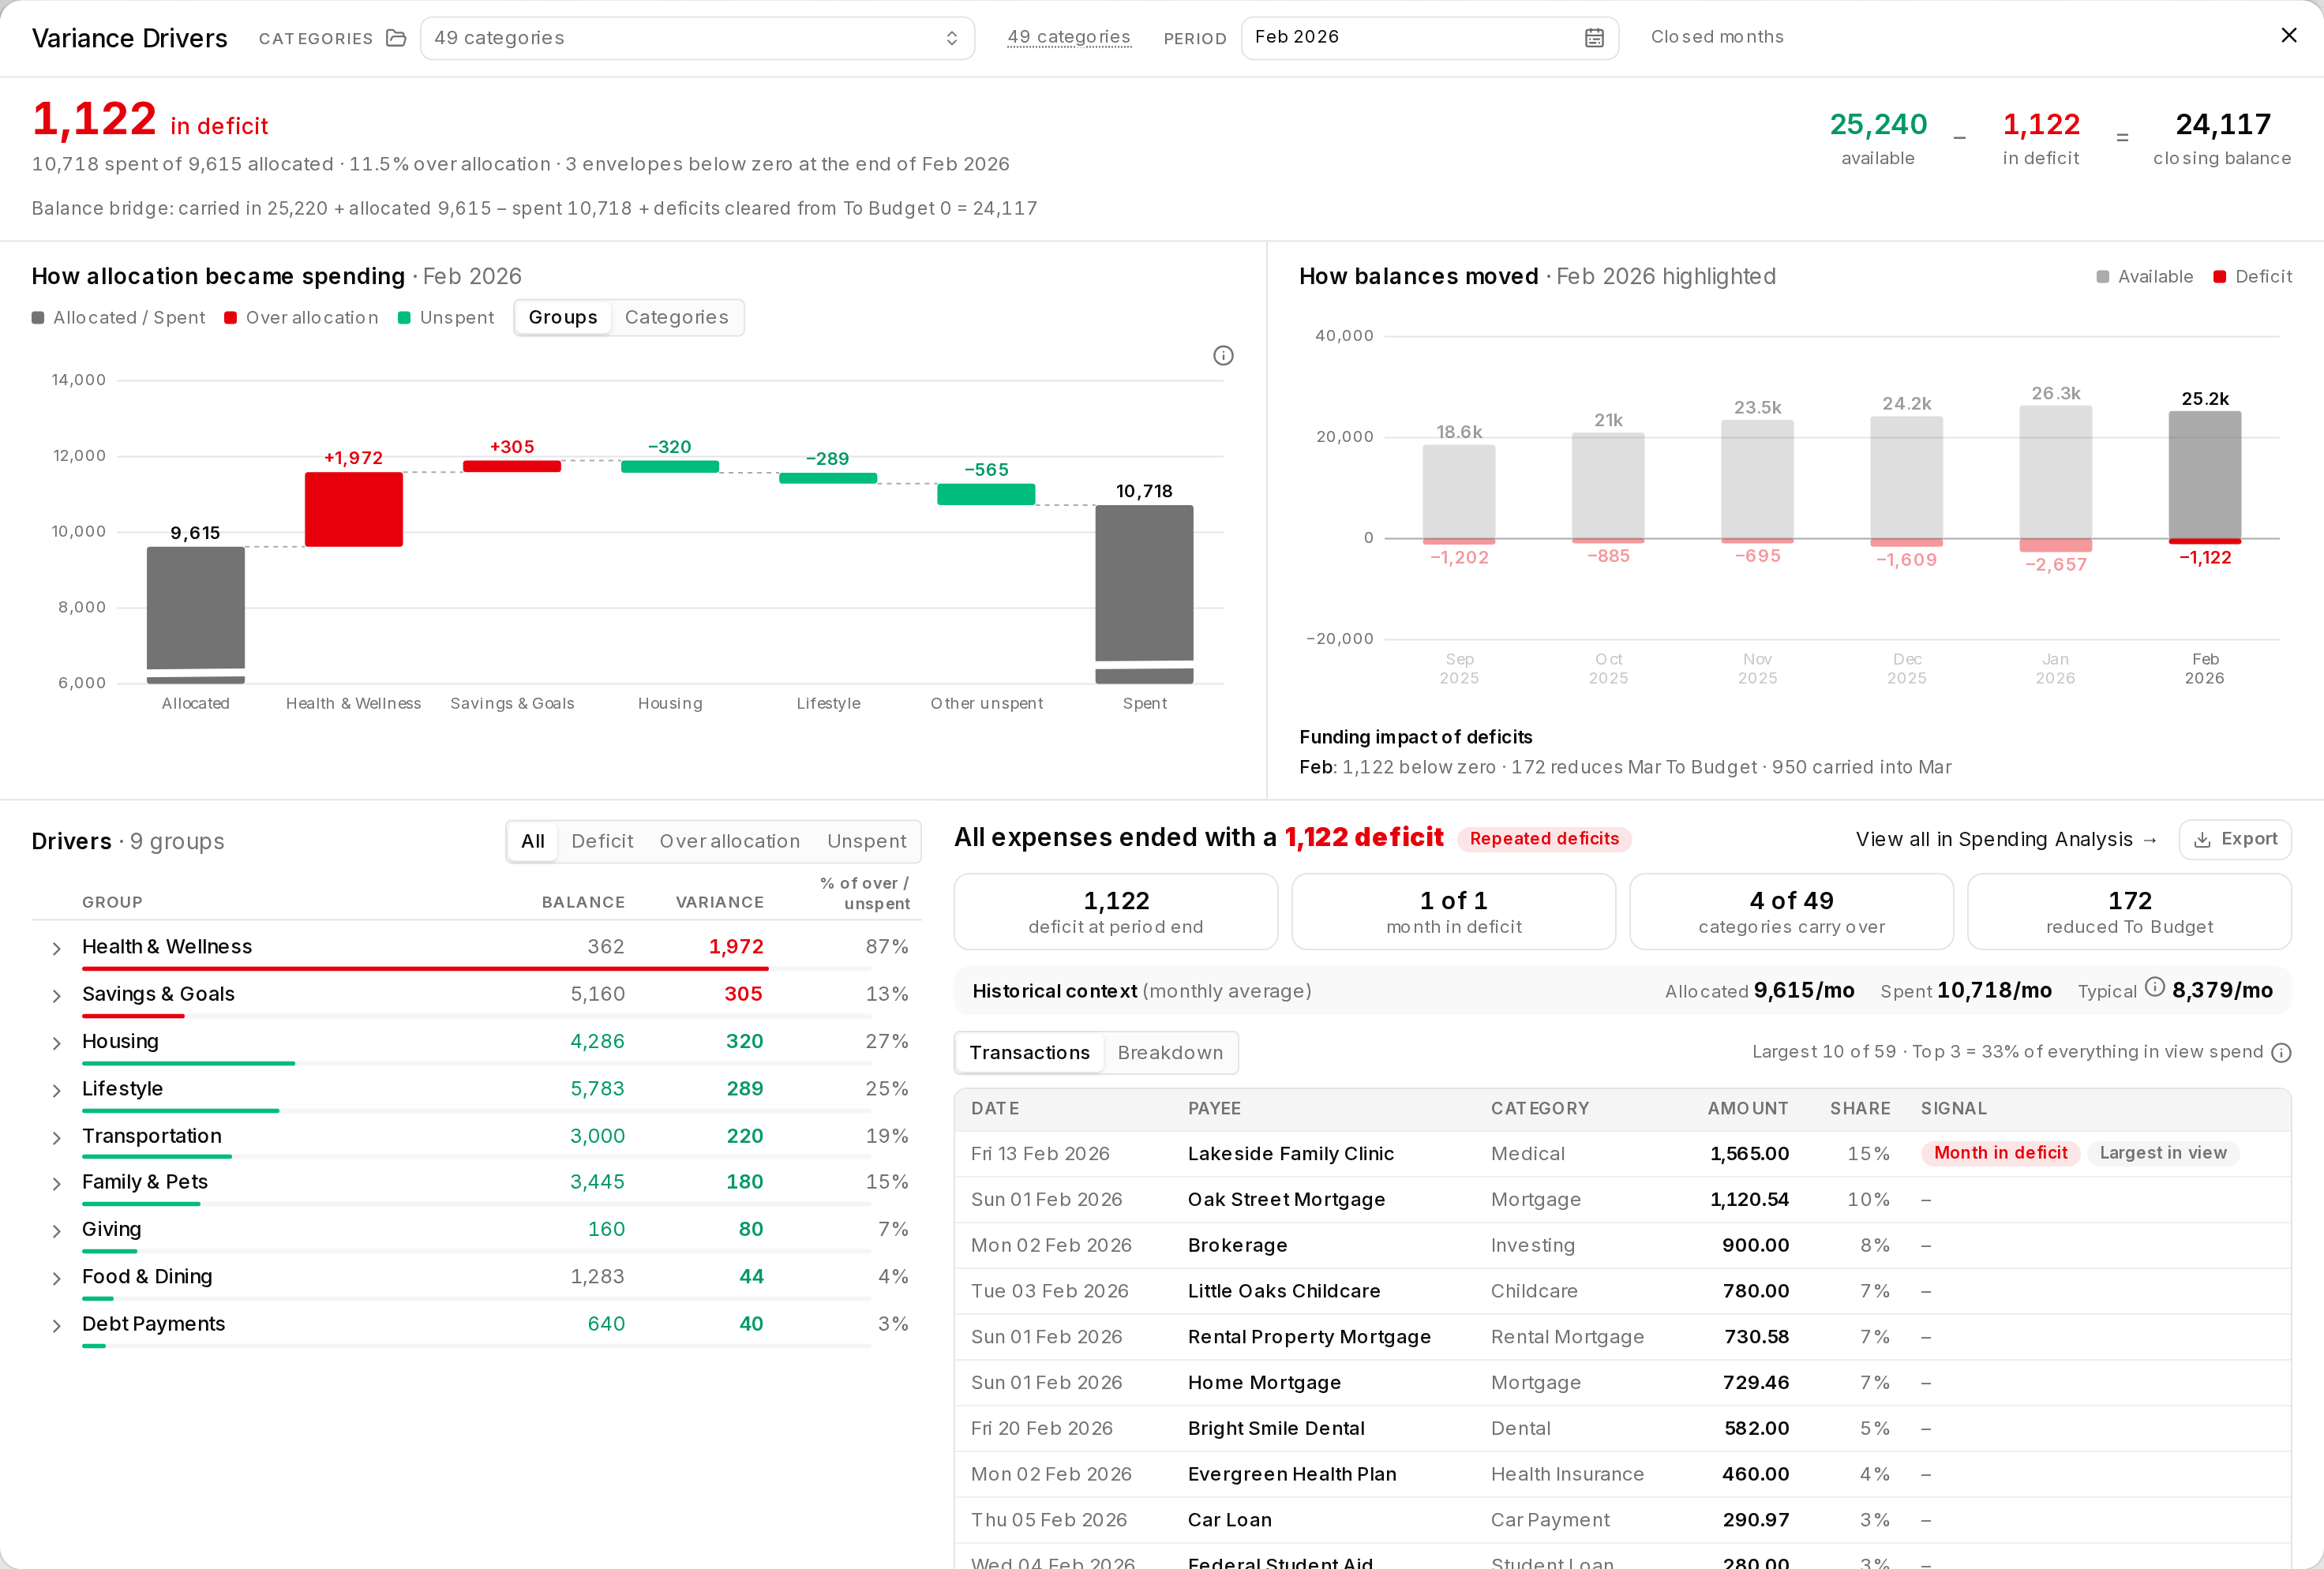 Variance Drivers CATEGORIES 49 categories 49 categories PERIOD Feb 2026 Closed months
1,122 in deficit
10,718 spent of 9,615 allocated · 11.5% over allocation · 3 envelopes below zero at the end of Feb 2026
Balance bridge: carried in 25,220 + allocated 9,615 – spent 10,718 + deficits cleared from To Budget 0 = 24,117
25,240 – 1,122 = 24,117
available in deficit closing balance
How allocation became spending · Feb 2026
Allocated / Spent Over allocation Unspent Groups Categories
14,000
12,000
10,000
8,000
6,000
9,615 +1,972 +305 −320 −289 −565 10,718
Allocated Health & Wellness Savings & Goals Housing Lifestyle Other unspent Spent
How balances moved · Feb 2026 highlighted Available Deficit
40,000
20,000
0
−20,000
18.6k 21k 23.5k 24.2k 26.3k 25.2k
−1,202 −885 −695 −1,609 −2,657 −1,122
Sep Oct Nov Dec Jan Feb
2025 2025 2025 2025 2026 2026
Funding impact of deficits
Feb: 1,122 below zero · 172 reduces Mar To Budget · 950 carried into Mar
Drivers · 9 groups All Deficit Over allocation Unspent
GROUP BALANCE VARIANCE % of over /
unspent
Health & Wellness 362 1,972 87%
Savings & Goals 5,160 305 13%
Housing 4,286 320 27%
Lifestyle 5,783 289 25%
Transportation 3,000 220 19%
Family & Pets 3,445 180 15%
Giving 160 80 7%
Food & Dining 1,283 44 4%
Debt Payments 640 40 3%
All expenses ended with a 1,122 deficit Repeated deficits View all in Spending Analysis → Export
1,122 1 of 1 4 of 49 172
deficit at period end month in deficit categories carry over reduced To Budget
Historical context (monthly average) Allocated 9,615/mo Spent 10,718/mo Typical 8,379/mo
Transactions Breakdown Largest 10 of 59 · Top 3 = 33% of everything in view spend
DATE PAYEE CATEGORY AMOUNT SHARE SIGNAL
Fri 13 Feb 2026 Lakeside Family Clinic Medical 1,565.00 15% Month in deficit Largest in view
Sun 01 Feb 2026 Oak Street Mortgage Mortgage 1,120.54 10% –
Mon 02 Feb 2026 Brokerage Investing 900.00 8% –
Tue 03 Feb 2026 Little Oaks Childcare Childcare 780.00 7% –
Sun 01 Feb 2026 Rental Property Mortgage Rental Mortgage 730.58 7% –
Sun 01 Feb 2026 Home Mortgage Mortgage 729.46 7% –
Fri 20 Feb 2026 Bright Smile Dental Dental 582.00 5% –
Mon 02 Feb 2026 Evergreen Health Plan Health Insurance 460.00 4% –
Thu 05 Feb 2026 Car Loan Car Payment 290.97 3% –
Wed 04 Feb 2026 Federal Student Aid Student Loan 280.00 3% –